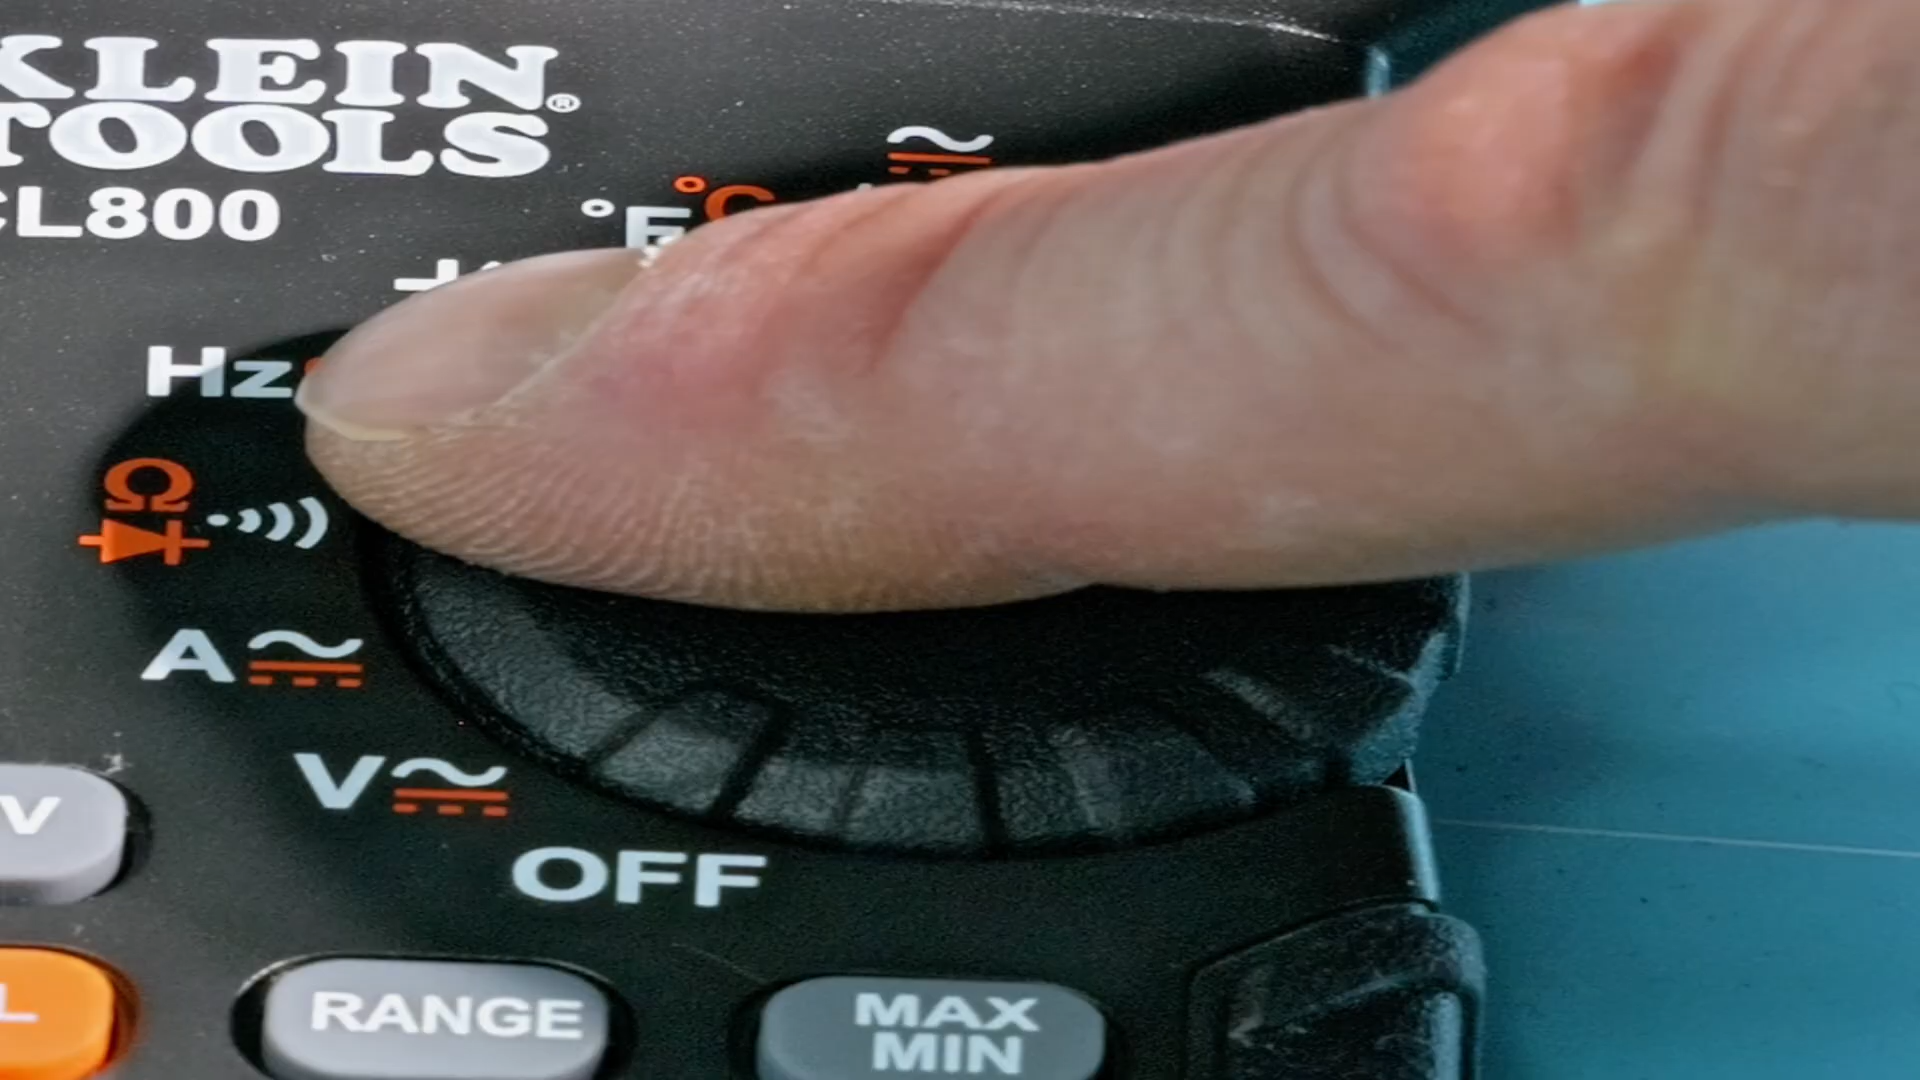 KLEIN
TOOLS®
CL800
°C
°F
Hz
Ω
A
V
V
OFF
RANGE
MAX
MIN